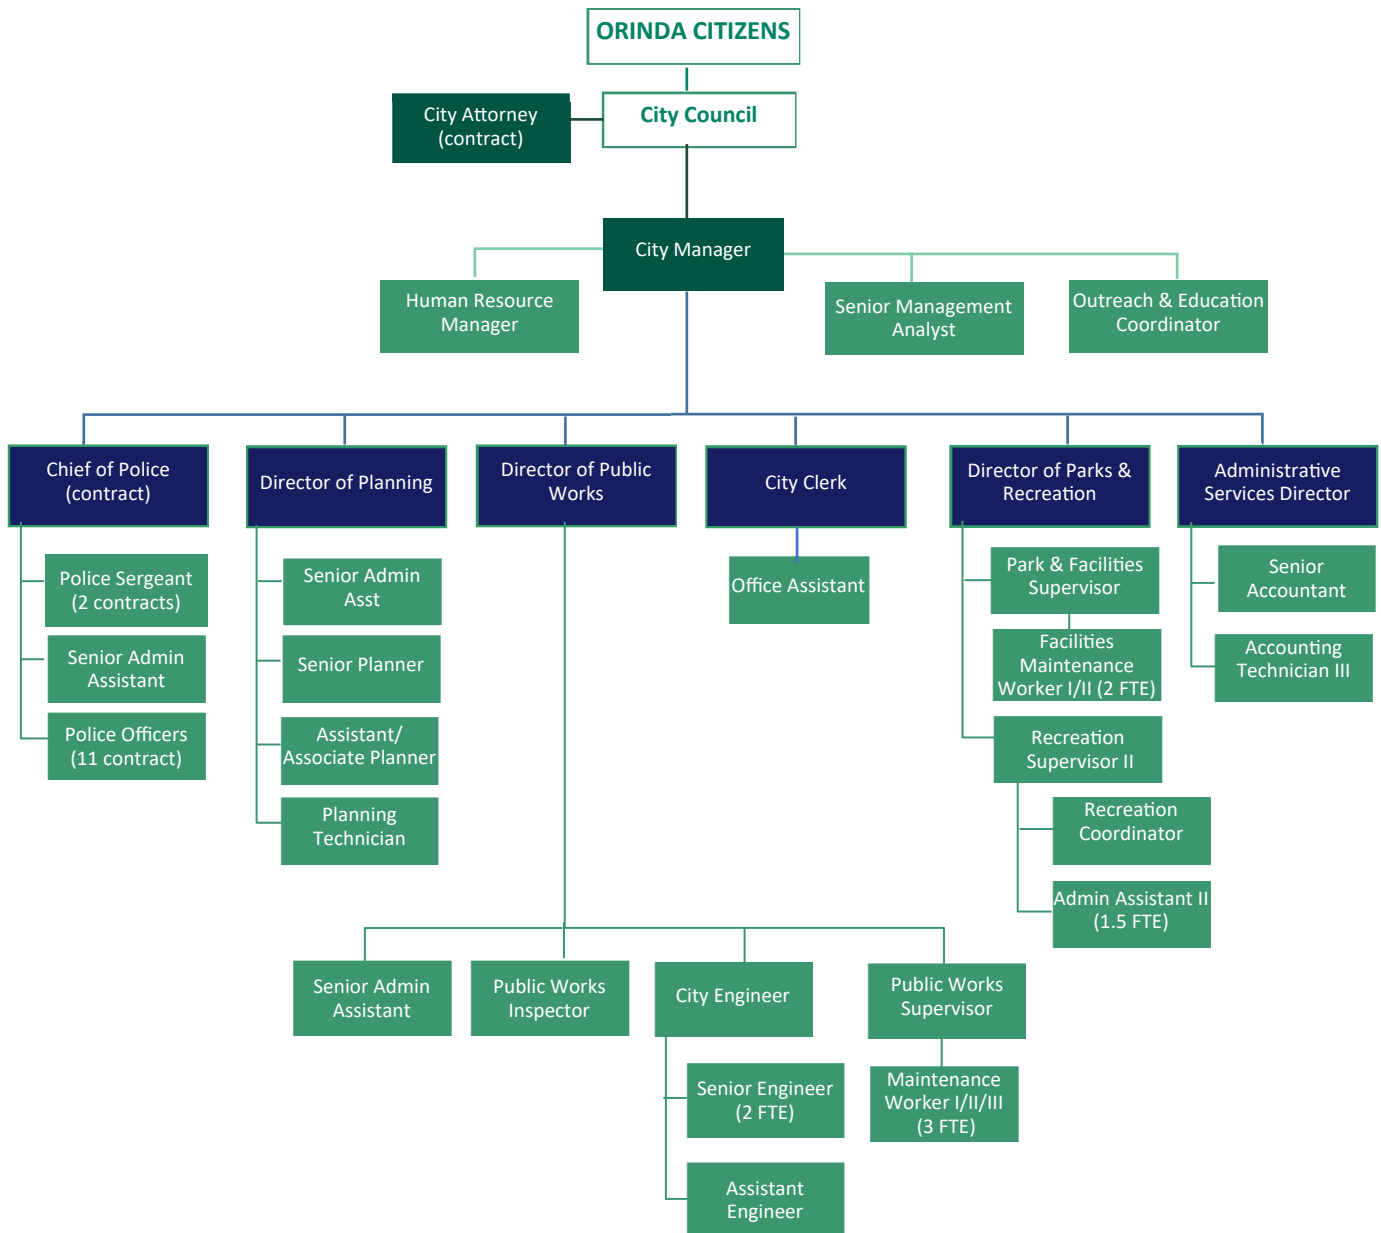 ORINDA CITIZENS
City Attorney
(contract)
City Council
City Manager
Human Resource
Manager
Senior Management
Analyst
Outreach & Education
Coordinator
Chief of Police
(contract)
Director of Planning
Director of Public
Works
City Clerk
Director of Parks &
Recreation
Administrative
Services Director
Police Sergeant
(2 contracts)
Senior Admin
Assistant
Police Officers
(11 contract)
Senior Admin
Asst
Senior Planner
Assistant/
Associate Planner
Planning
Technician
Office Assistant
Park & Facilities
Supervisor
Facilities
Maintenance
Worker I/II (2 FTE)
Recreation
Supervisor II
Recreation
Coordinator
Admin Assistant II
(1.5 FTE)
Senior
Accountant
Accounting
Technician III
Senior Admin
Assistant
Public Works
Inspector
City Engineer
Public Works
Supervisor
Senior Engineer
(2 FTE)
Assistant
Engineer
Maintenance
Worker I/II/III
(3 FTE)